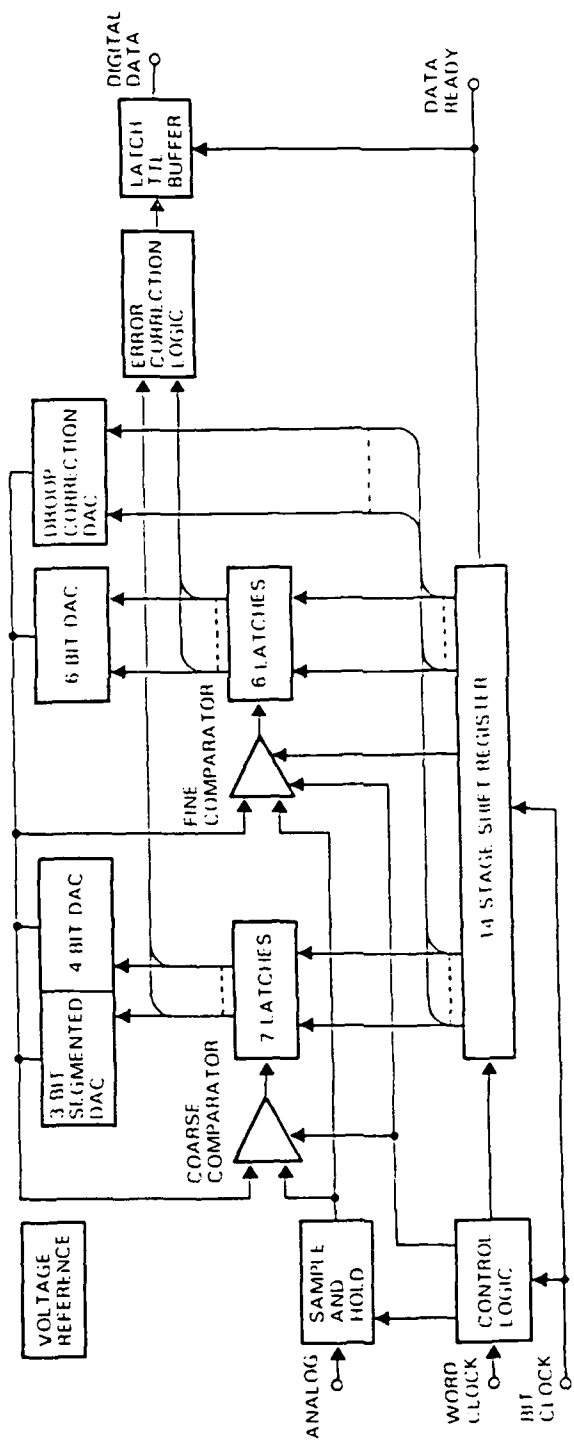 VOLTAGE
REFERENCE
3 BIT
SEGMENTED
DAC
4 BIT DAC
6 BIT DAC
DROOP
CORRECTION
DAC
COARSE
COMPARATOR
7 LATCHES
FINE
COMPARATOR
6 LATCHES
ERROR
CORRECTION
LOGIC
LATCH
TTL
BUFFER
DIGITAL
DATA
ANALOG
SAMPLE
AND
HOLD
WORD
CLOCK
CONTROL
LOGIC
14 STAGE SHIFT REGISTER
DATA
READY
BIT
CLOCK